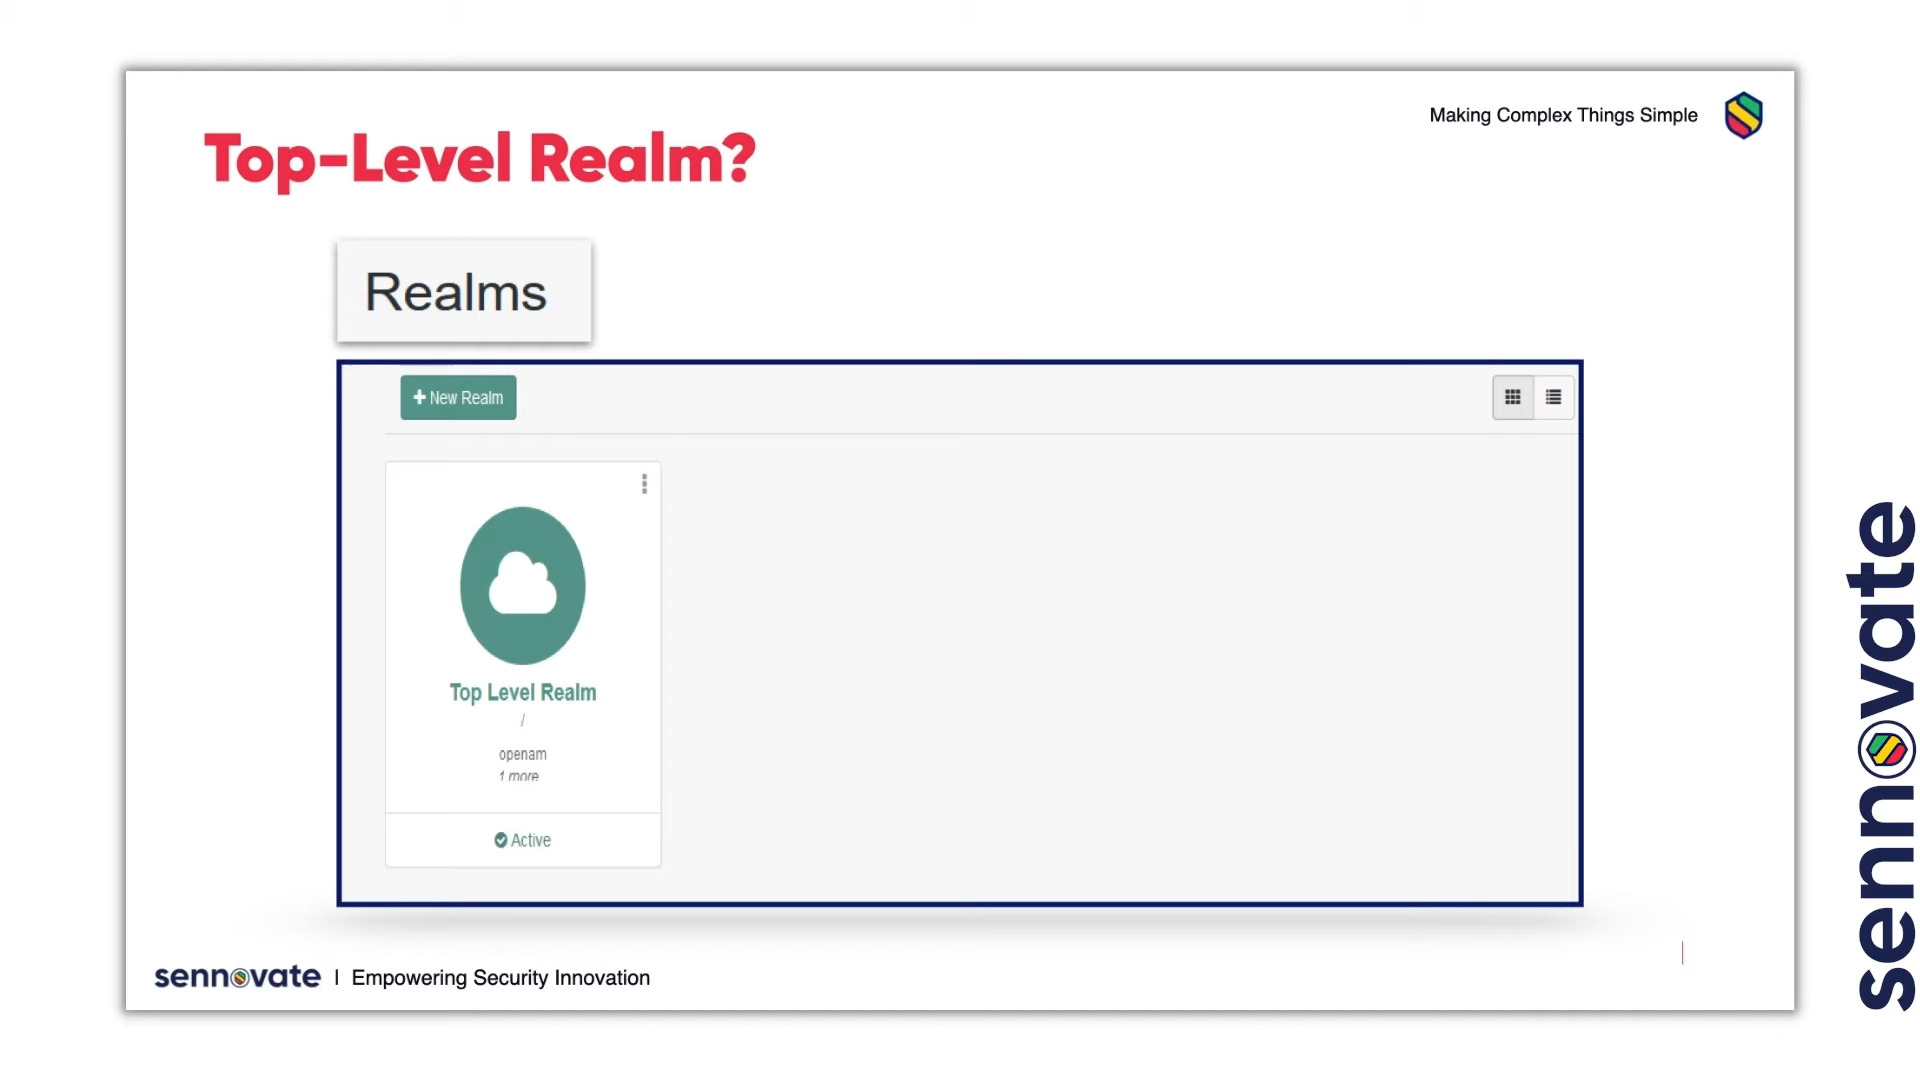 Making Complex Things Simple
Top-Level Realm?
Realms
New Realm
Top Level Realm
/
openam
1 more
Active
sennovate | Empowering Security Innovation
sennovate